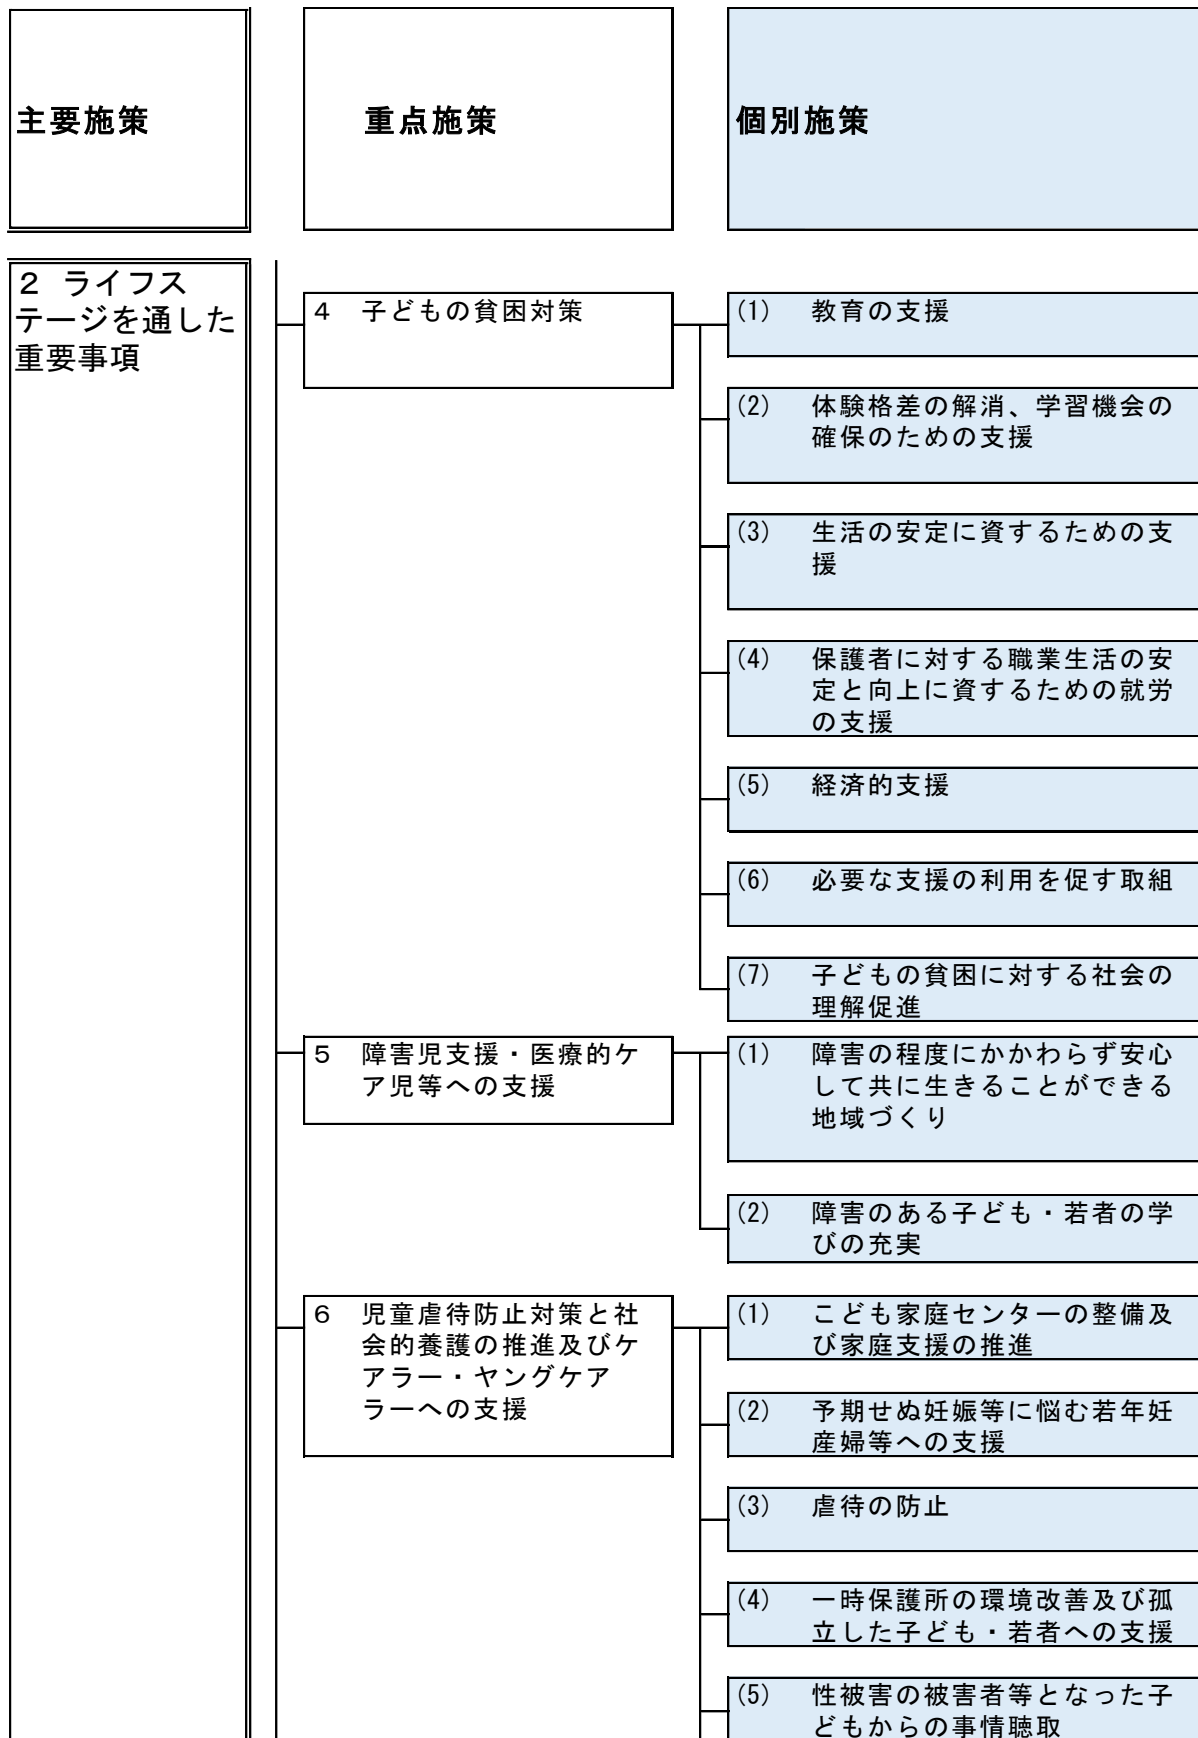 主要施策
重点施策
個別施策
２ ライフス
テージを通した
重要事項
４ 子どもの貧困対策
(1) 教育の支援
(2) 体験格差の解消、学習機会の
確保のための支援
(3) 生活の安定に資するための支
援
(4) 保護者に対する職業生活の安
定と向上に資するための就労
の支援
(5) 経済的支援
(6) 必要な支援の利用を促す取組
(7) 子どもの貧困に対する社会の
理解促進
５ 障害児支援・医療的ケ
ア児等への支援
(1) 障害の程度にかかわらず安心
して共に生きることができる
地域づくり
(2) 障害のある子ども・若者の学
びの充実
６ 児童虐待防止対策と社
会的養護の推進及びケ
アラー・ヤングケア
ラーへの支援
(1) こども家庭センターの整備及
び家庭支援の推進
(2) 予期せぬ妊娠等に悩む若年妊
産婦等への支援
(3) 虐待の防止
(4) 一時保護所の環境改善及び孤
立した子ども・若者への支援
(5) 性被害の被害者等となった子
どもからの事情聴取